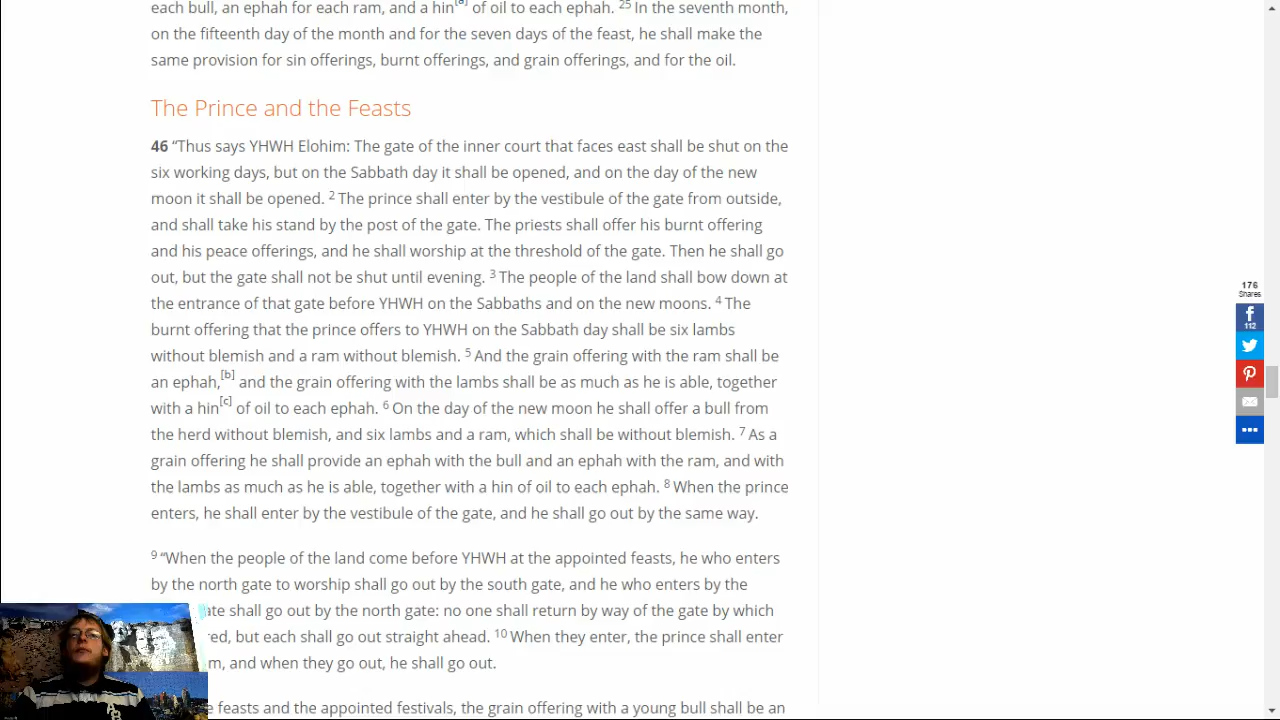 each bull, an ephah for each ram, and a hin[a] of oil to each ephah. 25 In the seventh month,
on the fifteenth day of the month and for the seven days of the feast, he shall make the
same provision for sin offerings, burnt offerings, and grain offerings, and for the oil.
The Prince and the Feasts
46 “Thus says YHWH Elohim: The gate of the inner court that faces east shall be shut on the
six working days, but on the Sabbath day it shall be opened, and on the day of the new
moon it shall be opened. 2 The prince shall enter by the vestibule of the gate from outside,
and shall take his stand by the post of the gate. The priests shall offer his burnt offering
and his peace offerings, and he shall worship at the threshold of the gate. Then he shall go
out, but the gate shall not be shut until evening. 3 The people of the land shall bow down at
the entrance of that gate before YHWH on the Sabbaths and on the new moons. 4 The
burnt offering that the prince offers to YHWH on the Sabbath day shall be six lambs
without blemish and a ram without blemish. 5 And the grain offering with the ram shall be
an ephah,[b] and the grain offering with the lambs shall be as much as he is able, together
with a hin[c] of oil to each ephah. 6 On the day of the new moon he shall offer a bull from
the herd without blemish, and six lambs and a ram, which shall be without blemish. 7 As a
grain offering he shall provide an ephah with the bull and an ephah with the ram, and with
the lambs as much as he is able, together with a hin of oil to each ephah. 8 When the prince
enters, he shall enter by the vestibule of the gate, and he shall go out by the same way.
9 “When the people of the land come before YHWH at the appointed feasts, he who enters
by the north gate to worship shall go out by the south gate, and he who enters by the
ate shall go out by the north gate: no one shall return by way of the gate by which
red, but each shall go out straight ahead. 10 When they enter, the prince shall enter
m, and when they go out, he shall go out.
e feasts and the appointed festivals, the grain offering with a young bull shall be an
176
Shares
112